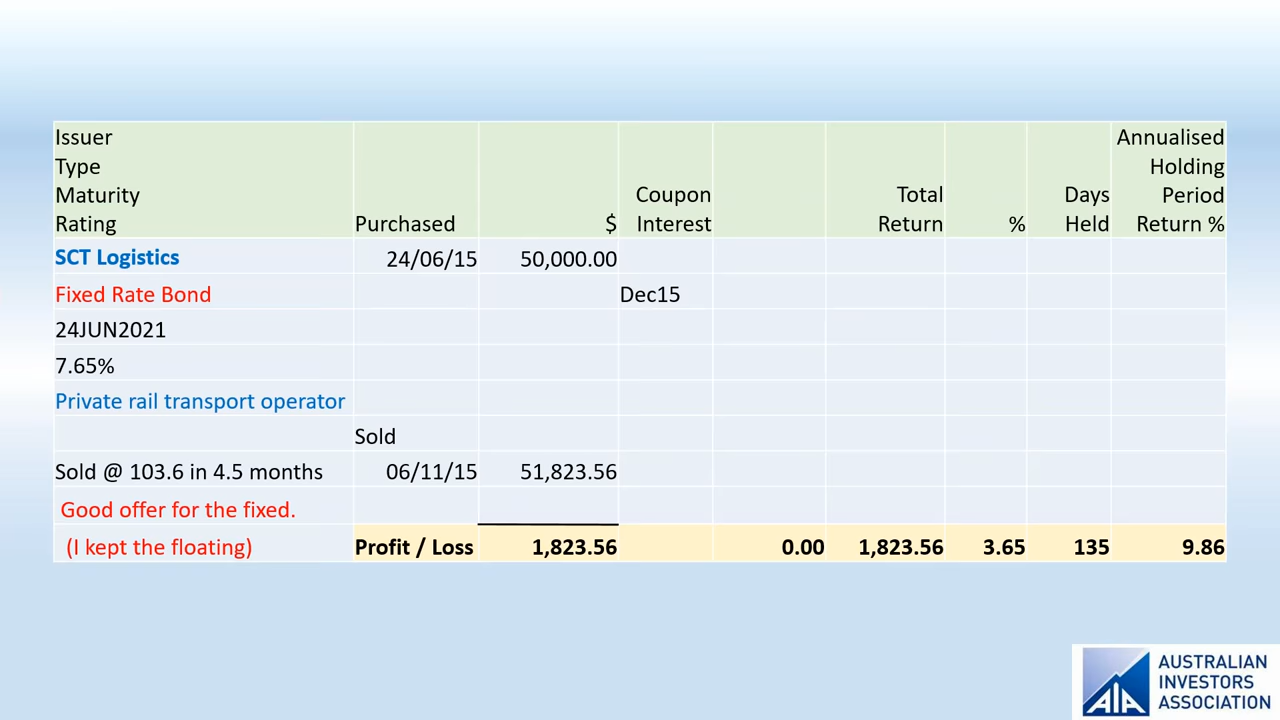 Issuer
Type
Maturity
Rating
Purchased
$
Coupon
Interest
Total
Return
%
Days
Held
Annualised
Holding
Period
Return %
SCT Logistics 24/06/15 50,000.00
Fixed Rate Bond Dec15
24JUN2021
7.65%
Private rail transport operator
Sold
Sold @ 103.6 in 4.5 months 06/11/15 51,823.56
Good offer for the fixed.
(I kept the floating) Profit / Loss 1,823.56 0.00 1,823.56 3.65 135 9.86
AIA
AUSTRALIAN
INVESTORS
ASSOCIATION